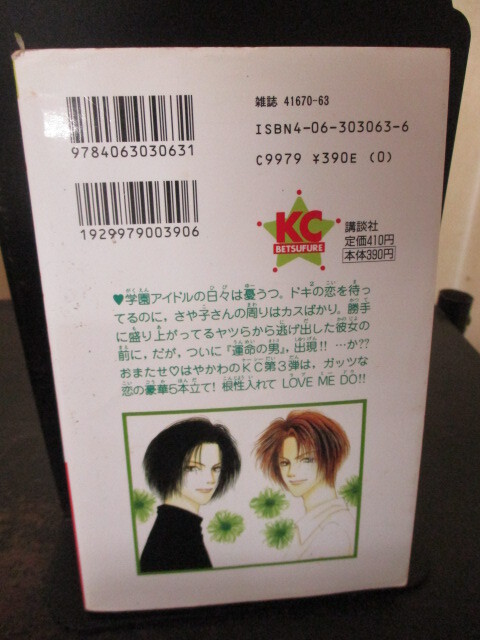 雑誌 41670-63
ISBN4-06-303063-6
C9979 ¥390E (0)
9784063030631
1929979003906
KC
BETSUFURE
講談社
定価410円
本体390円
♥学園アイドルの日々は憂うつ。ドキの恋を待っ
てるのに，さや子さんの周りはカスばかり。勝手
に盛り上がってるヤツらから逃げ出した彼女の
前に，だが，ついに『運命の男』，出現!! …か??
おまたせ♡はやかわのKC第3弾は，ガッツな
恋の豪華5本立て! 根性入れて LOVE ME DO!!